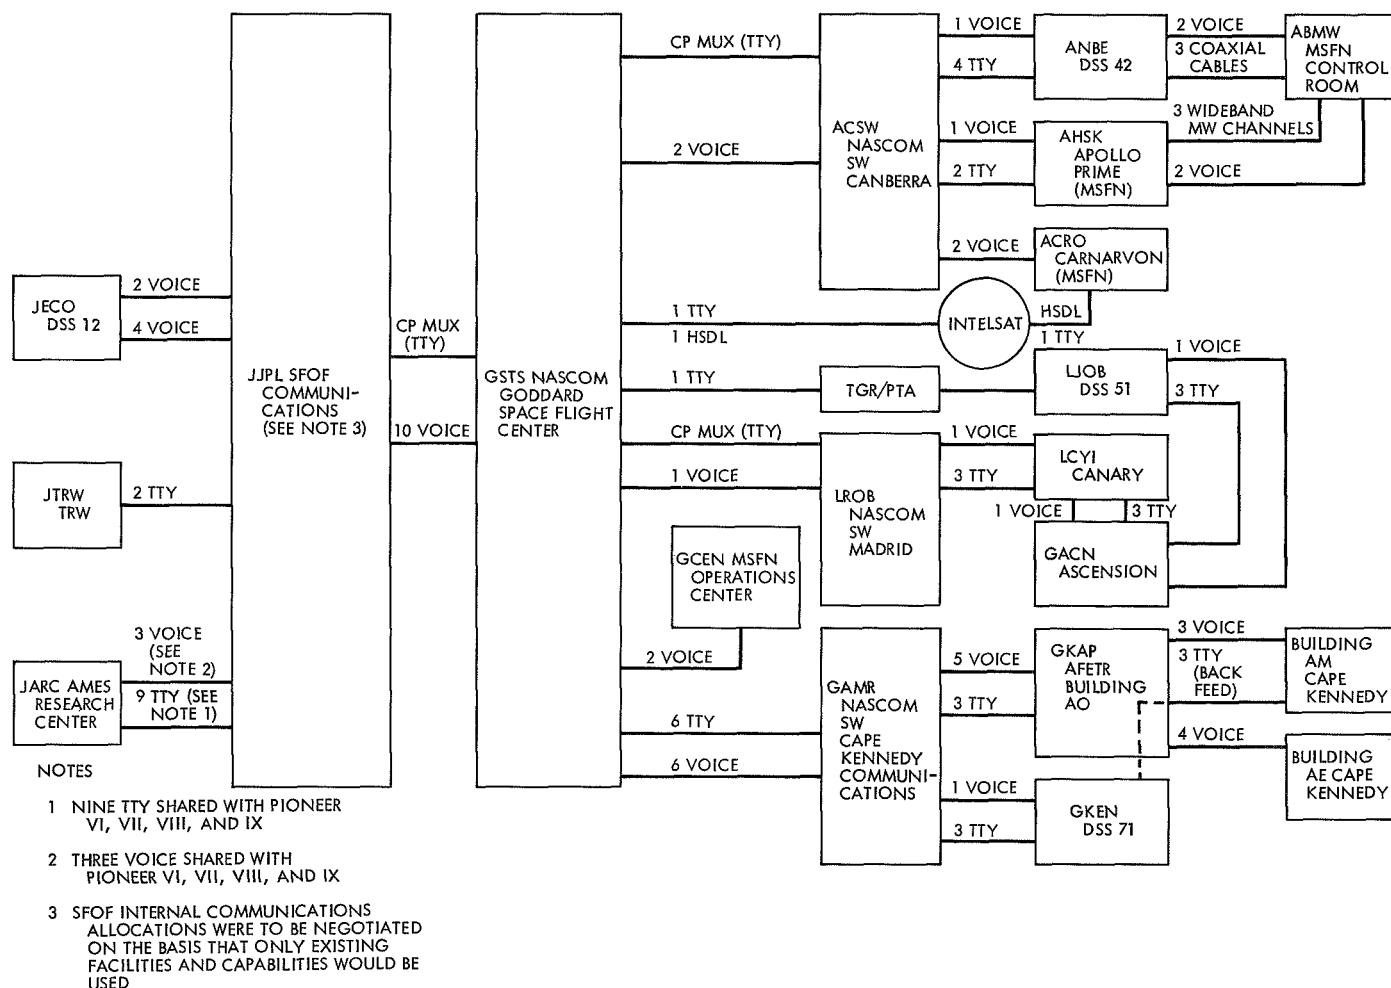 JECO
DSS 12
2 VOICE
4 VOICE
JTRW
TRW
2 TTY
JARC AMES
RESEARCH
CENTER
3 VOICE
(SEE
NOTE 2)
9 TTY (SEE
NOTE 1)
JJPL SFOF
COMMUNI-
CATIONS
(SEE NOTE 3)
CP MUX
(TTY)
10 VOICE
GSTS NASCOM
GODDARD
SPACE FLIGHT
CENTER
CP MUX (TTY)
2 VOICE
1 TTY
1 HSDL
1 TTY
CP MUX (TTY)
1 VOICE
GCEN MSFN
OPERATIONS
CENTER
2 VOICE
6 TTY
6 VOICE
ACSW
NASCOM
SW
CANBERRA
1 VOICE
4 TTY
1 VOICE
2 TTY
2 VOICE
INTELSAT
HSDL
1 TTY
TGR/PTA
LROB
NASCOM
SW
MADRID
1 VOICE
3 TTY
GAMR
NASCOM
SW
CAPE
KENNEDY
COMMUNI-
CATIONS
5 VOICE
3 TTY
1 VOICE
3 TTY
ANBE
DSS 42
2 VOICE
3 COAXIAL
CABLES
ABMW
MSFN
CONTROL
ROOM
AHSK
APOLLO
PRIME
(MSFN)
3 WIDEBAND
MW CHANNELS
2 VOICE
ACRO
CARNARVON
(MSFN)
LJOB
DSS 51
1 VOICE
3 TTY
LCYI
CANARY
1 VOICE
3 TTY
GACN
ASCENSION
GKAP
AFETR
BUILDING
AO
3 VOICE
3 TTY
(BACK
FEED)
4 VOICE
BUILDING
AM
CAPE
KENNEDY
BUILDING
AE CAPE
KENNEDY
GKEN
DSS 71
NOTES
1 NINE TTY SHARED WITH PIONEER
VI, VII, VIII, AND IX
2 THREE VOICE SHARED WITH
PIONEER VI, VII, VIII, AND IX
3 SFOF INTERNAL COMMUNICATIONS
ALLOCATIONS WERE TO BE NEGOTIATED
ON THE BASIS THAT ONLY EXISTING
FACILITIES AND CAPABILITIES WOULD BE
USED